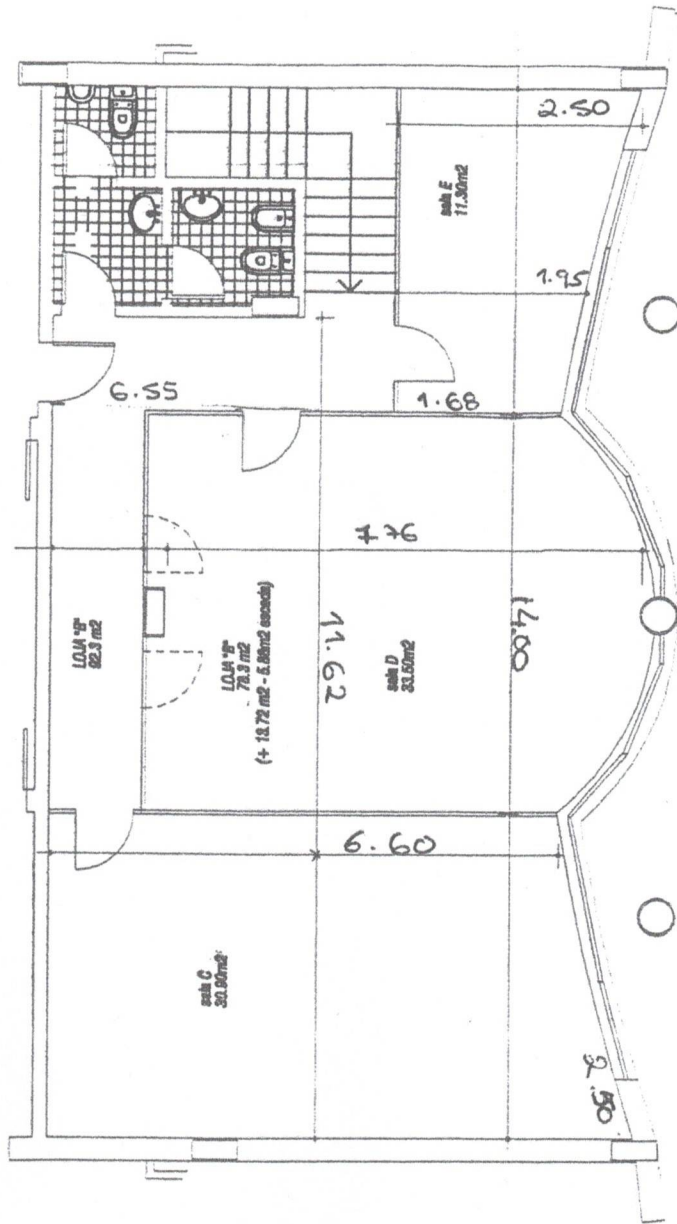 2.50
sala E
11.30m2
1.95
6.55
1.68
7.76
LOJA "B"
92.3 m2
LOJA "B"
78.3 m2
(+ 13.72 m2 - 5.88m2 escada)
11.62
14.00
sala D
33.50m2
6.60
sala C
30.90m2
2.50